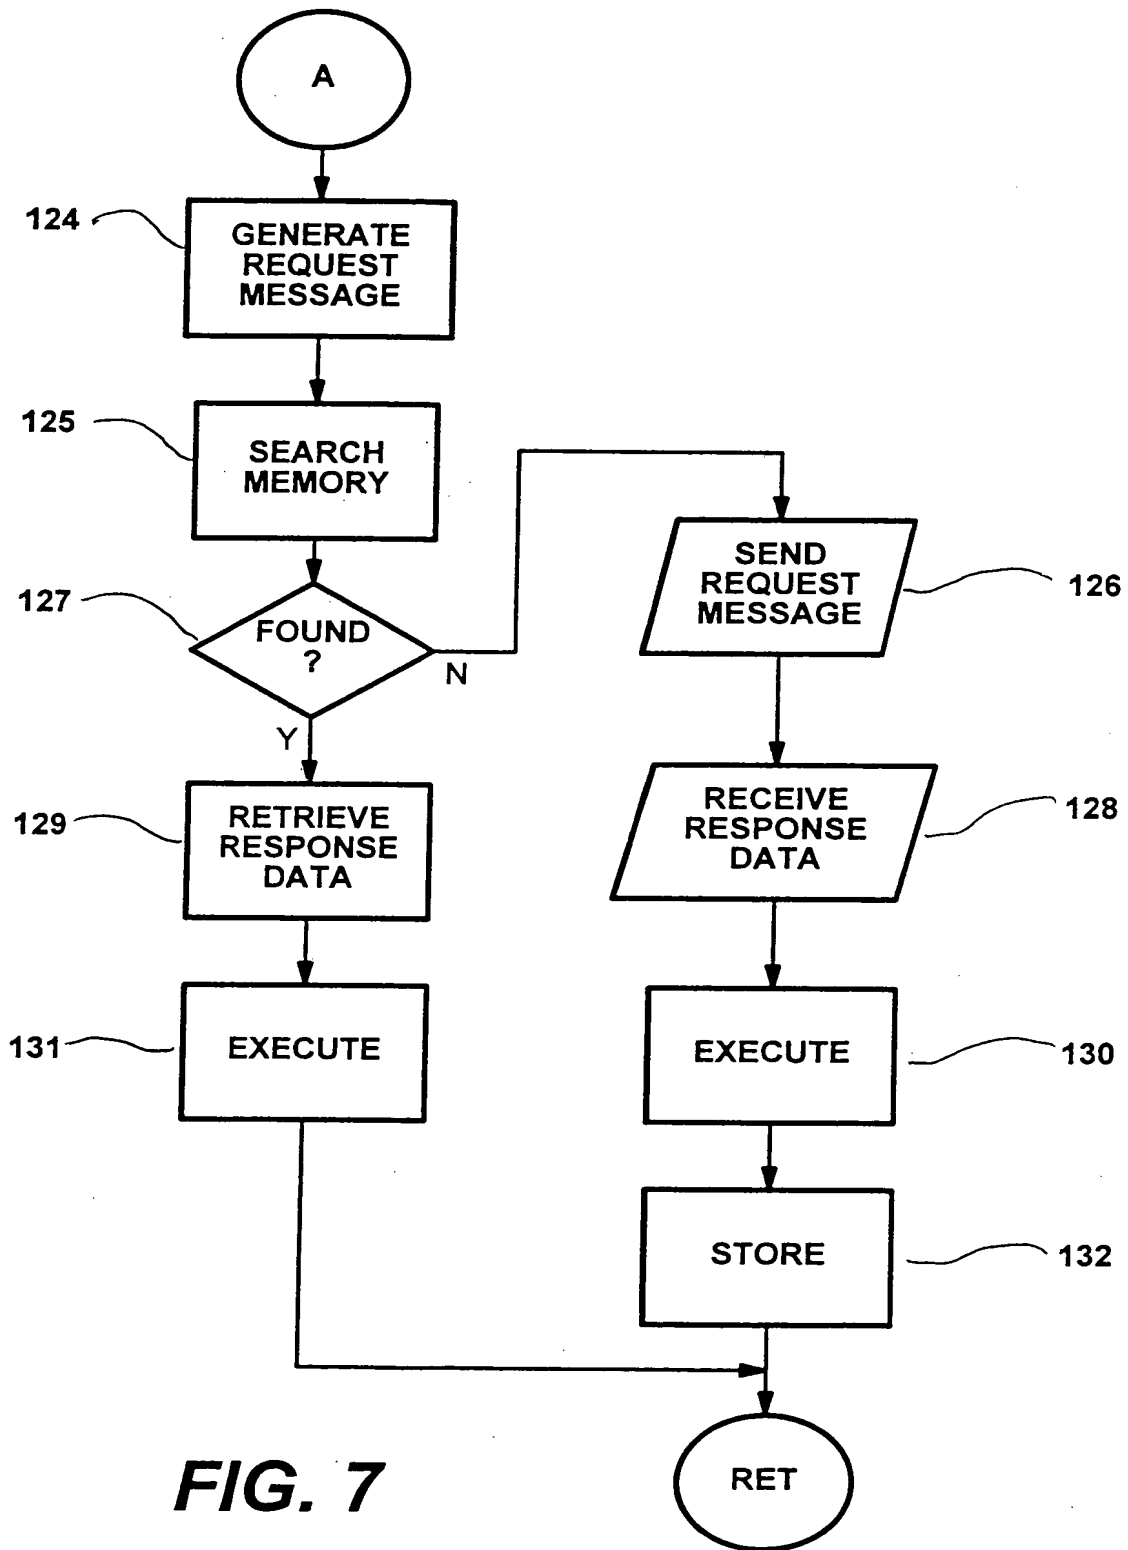 A
124
GENERATE
REQUEST
MESSAGE
125
SEARCH
MEMORY
127
FOUND
?
N
Y
SEND
REQUEST
MESSAGE
126
RECEIVE
RESPONSE
DATA
128
129
RETRIEVE
RESPONSE
DATA
131
EXECUTE
EXECUTE
130
STORE
132
RET
FIG. 7